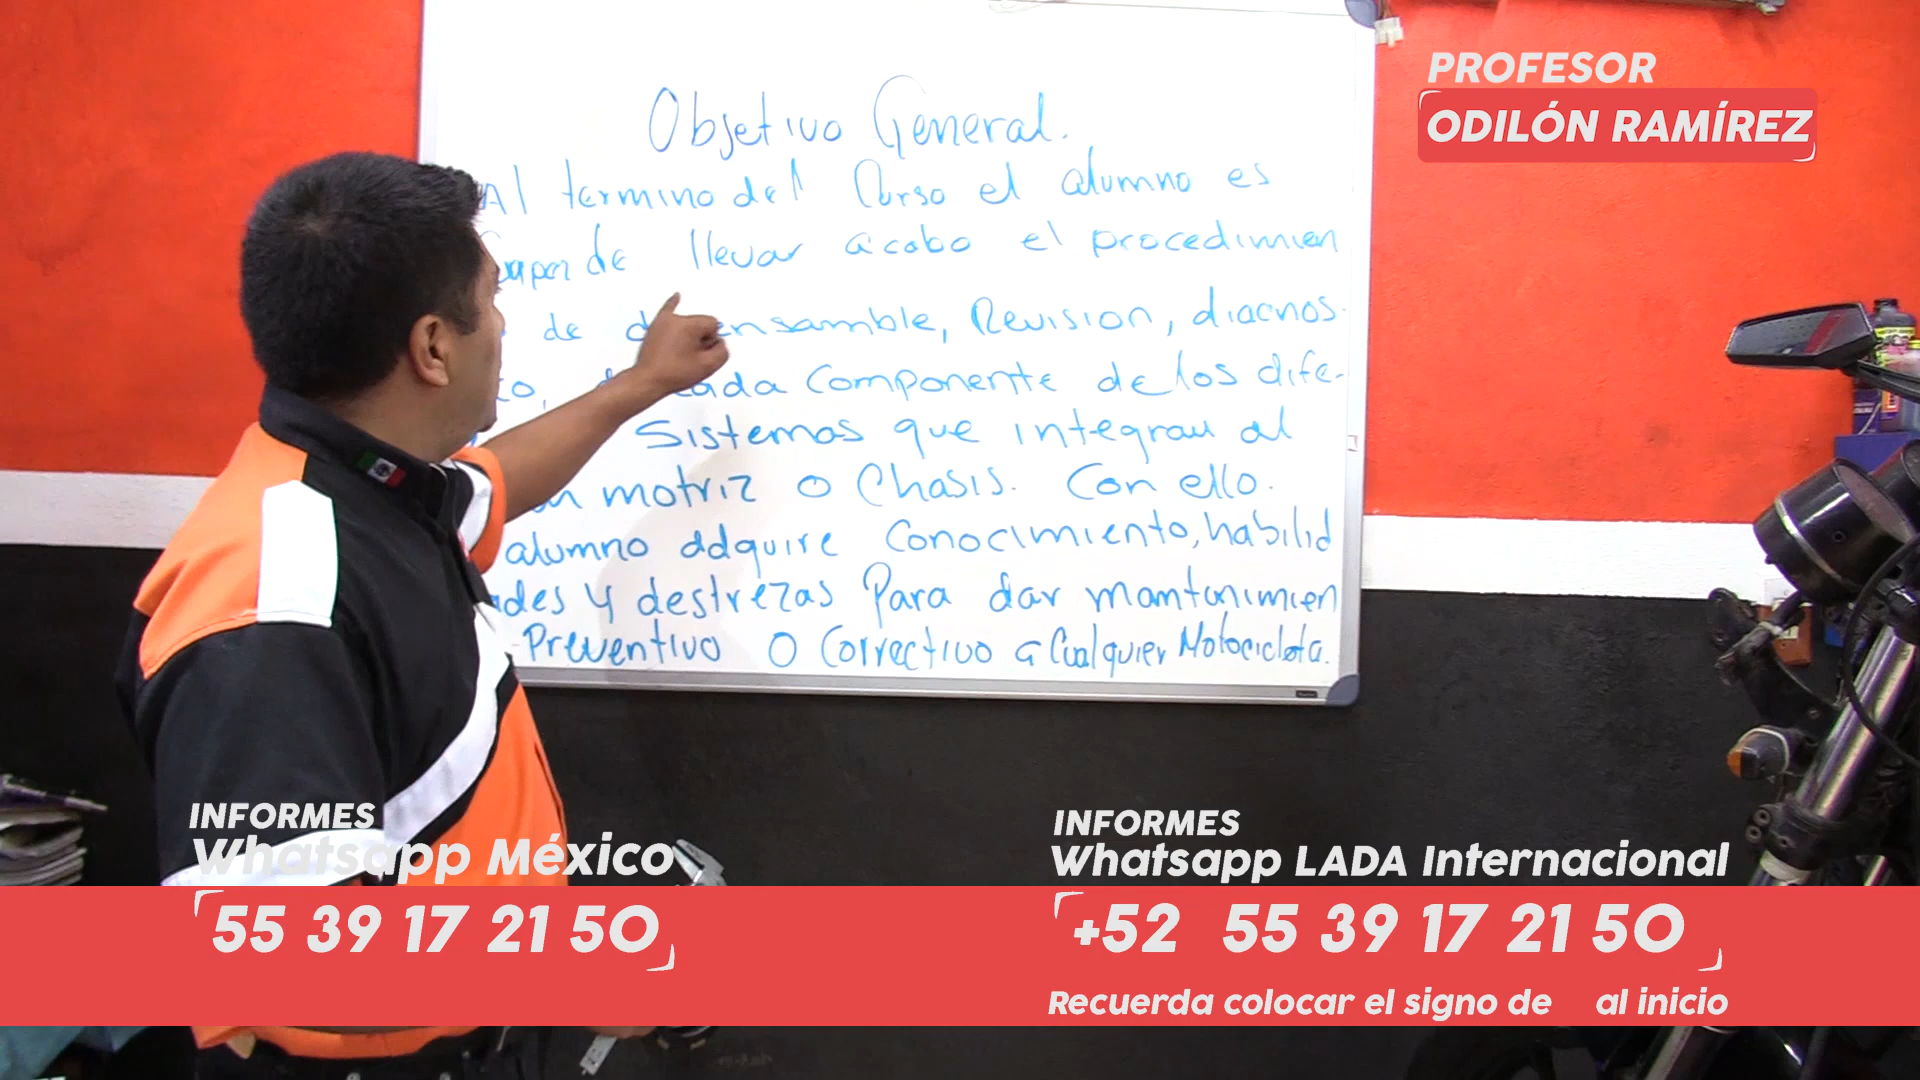 PROFESOR
ODILÓN RAMÍREZ
Objetivo General.
Al termino del Curso el alumno es
de llevar acabo el procedimien
de ensamble, Revision, diacnos.
Componente de los dife-
Sistemas que integran al
motriz o Chasis. Con ello.
alumno adquire Conocimiento, habilid
ades y destrezas Para dar mantenimien
Preventivo O Correctivo a Cualquier Motocicleta.
INFORMES
Whatsapp México
55 39 17 21 50
INFORMES
Whatsapp LADA Internacional
+52 55 39 17 21 50
Recuerda colocar el signo de al inicio